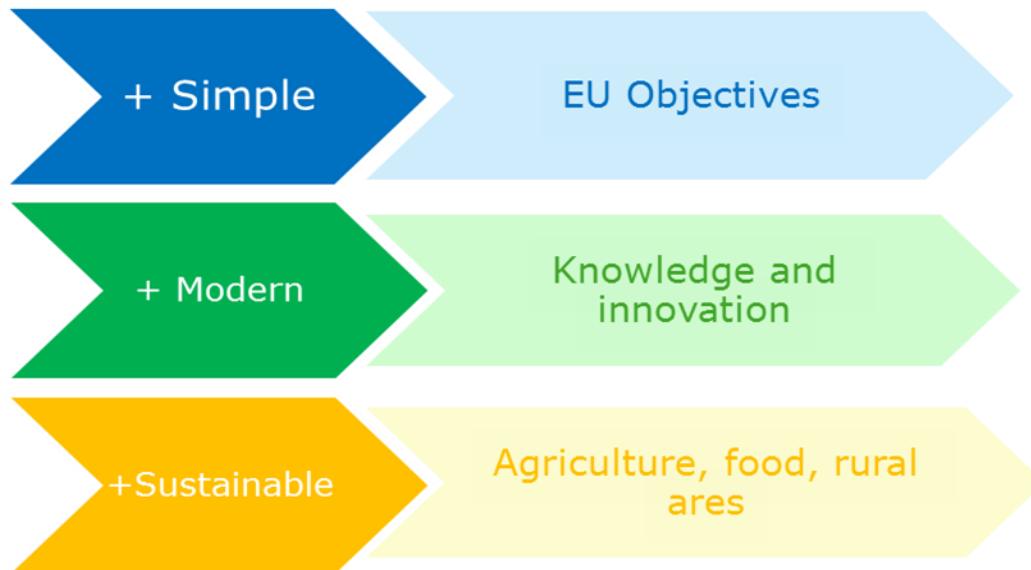 + Simple
EU Objectives
+ Modern
Knowledge and
innovation
+Sustainable
Agriculture, food, rural
ares